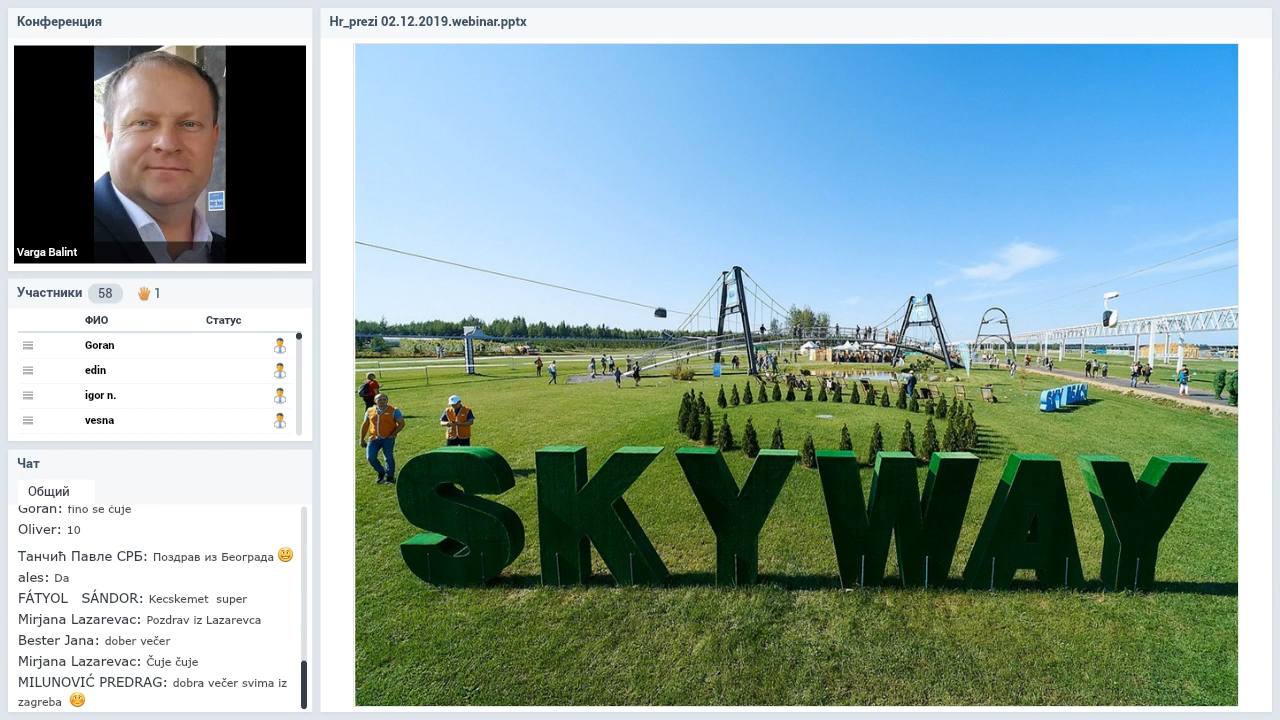 Конференция
Varga Balint
Участники 58 1
ФИО Статус
Goran
edin
igor n.
vesna
Чат
Общий
Goran: fino se čuje
Oliver: 10
Танчић Павле СРБ: Поздрав из Београда
ales: Da
FÁTYOL SÁNDOR: Kecskemet super
Mirjana Lazarevac: Pozdrav iz Lazarevca
Bester Jana: dober večer
Mirjana Lazarevac: Čuje čuje
MILUNOVIĆ PREDRAG: dobra večer svima iz
zagreba
Hr_prezi 02.12.2019.webinar.pptx
SKYWAY